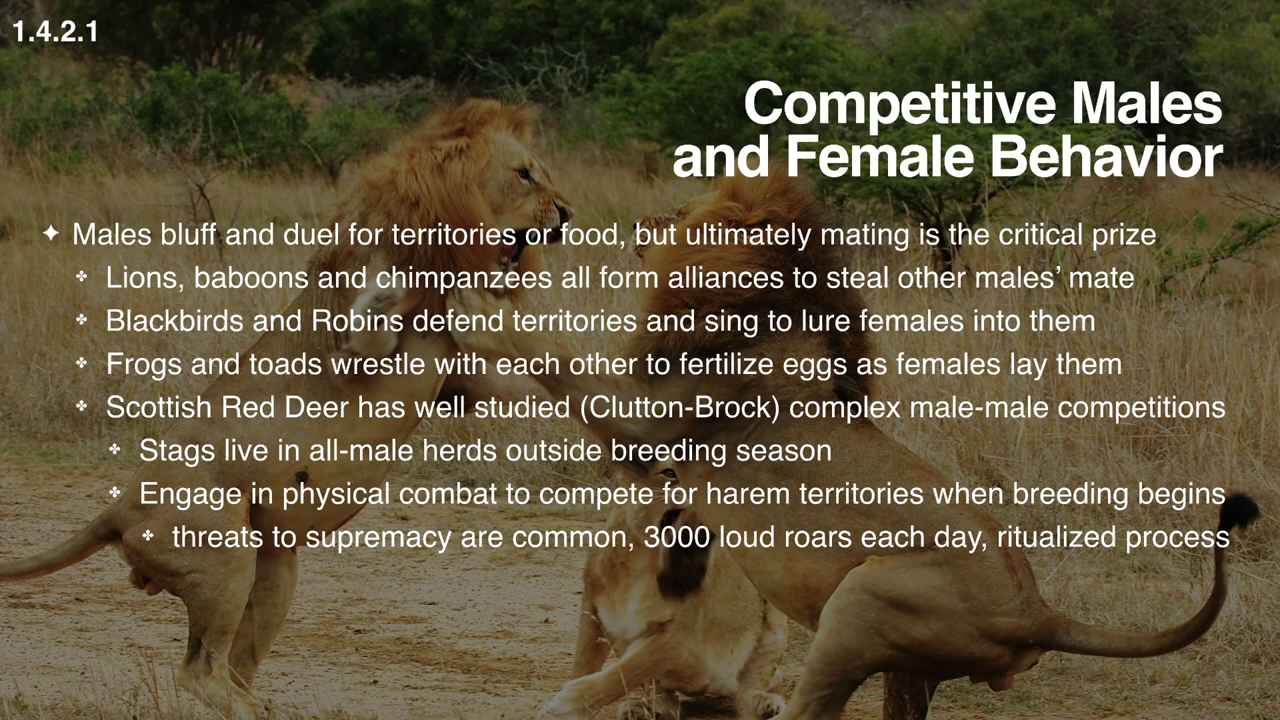 1.4.2.1
Competitive Males
and Female Behavior
✦ Males bluff and duel for territories or food, but ultimately mating is the critical prize
✤ Lions, baboons and chimpanzees all form alliances to steal other males’ mate
✤ Blackbirds and Robins defend territories and sing to lure females into them
✤ Frogs and toads wrestle with each other to fertilize eggs as females lay them
✤ Scottish Red Deer has well studied (Clutton-Brock) complex male-male competitions
✤ Stags live in all-male herds outside breeding season
✤ Engage in physical combat to compete for harem territories when breeding begins
✤ threats to supremacy are common, 3000 loud roars each day, ritualized process